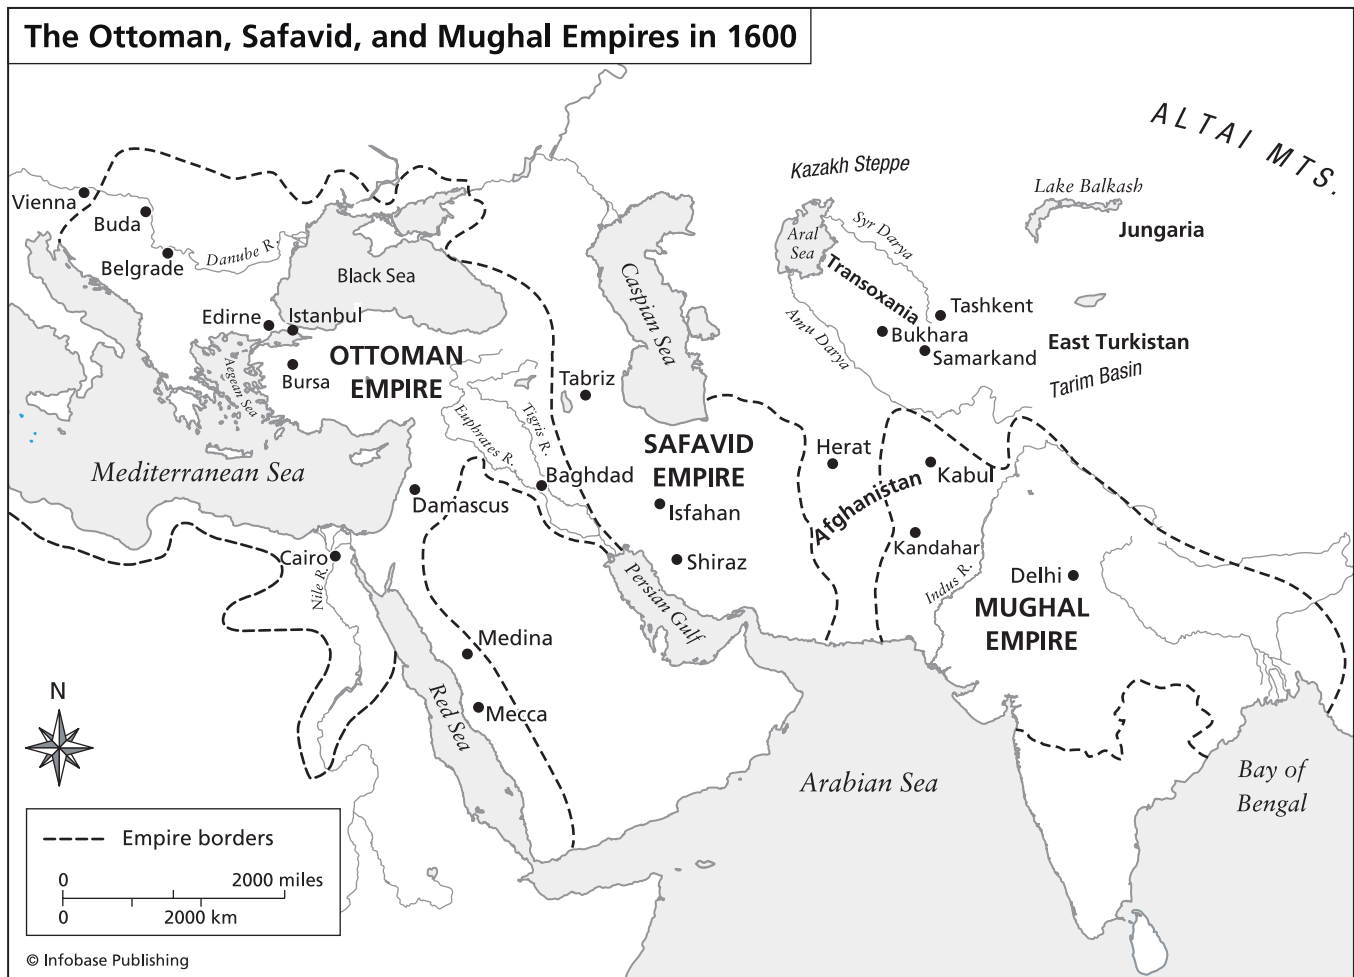 The Ottoman, Safavid, and Mughal Empires in 1600
ALTAI MTS.
Kazakh Steppe
Lake Balkash
Jungaria
Vienna
Buda
Belgrade
Danube R.
Black Sea
Caspian Sea
Aral
Sea
Syr Darya
Transoxania
Amu Darya
Tashkent
Bukhara
Samarkand
East Turkistan
Tarim Basin
Edirne
Istanbul
Bursa
Aegean Sea
OTTOMAN
EMPIRE
Tabriz
Euphrates R.
Tigris R.
SAFAVID
EMPIRE
Herat
Kabul
Afghanistan
Mediterranean Sea
Baghdad
Damascus
Isfahan
Kandahar
Cairo
Nile R.
Shiraz
Persian Gulf
Indus R.
Delhi
MUGHAL
EMPIRE
Medina
Mecca
Red Sea
Arabian Sea
Bay of
Bengal
N
Empire borders
0 2000 miles
0 2000 km
© Infobase Publishing